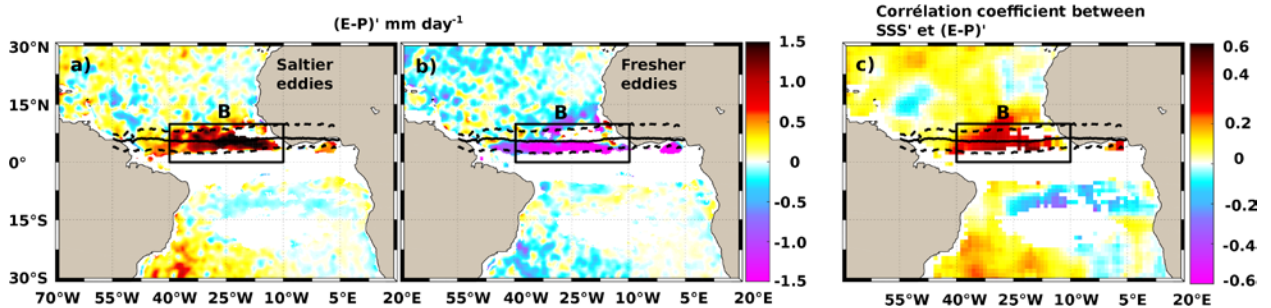 (E-P)' mm day-1
Corrélation coefficient between
SSS' et (E-P)'
30°N
15°N
0°
15°S
30°S
a)
Saltier
eddies
B
70°W 55°W 40°W 25°W 10°W 5°E 20°E
b)
Fresher
eddies
B
55°W 40°W 25°W 10°W 5°E 20°E
1.5
1.0
0.5
0
-0.5
-1.0
-1.5
c)
B
55°W 40°W 25°W 10°W 5°E 20°E
0.6
0.4
0.2
0
-0.2
-0.4
-0.6